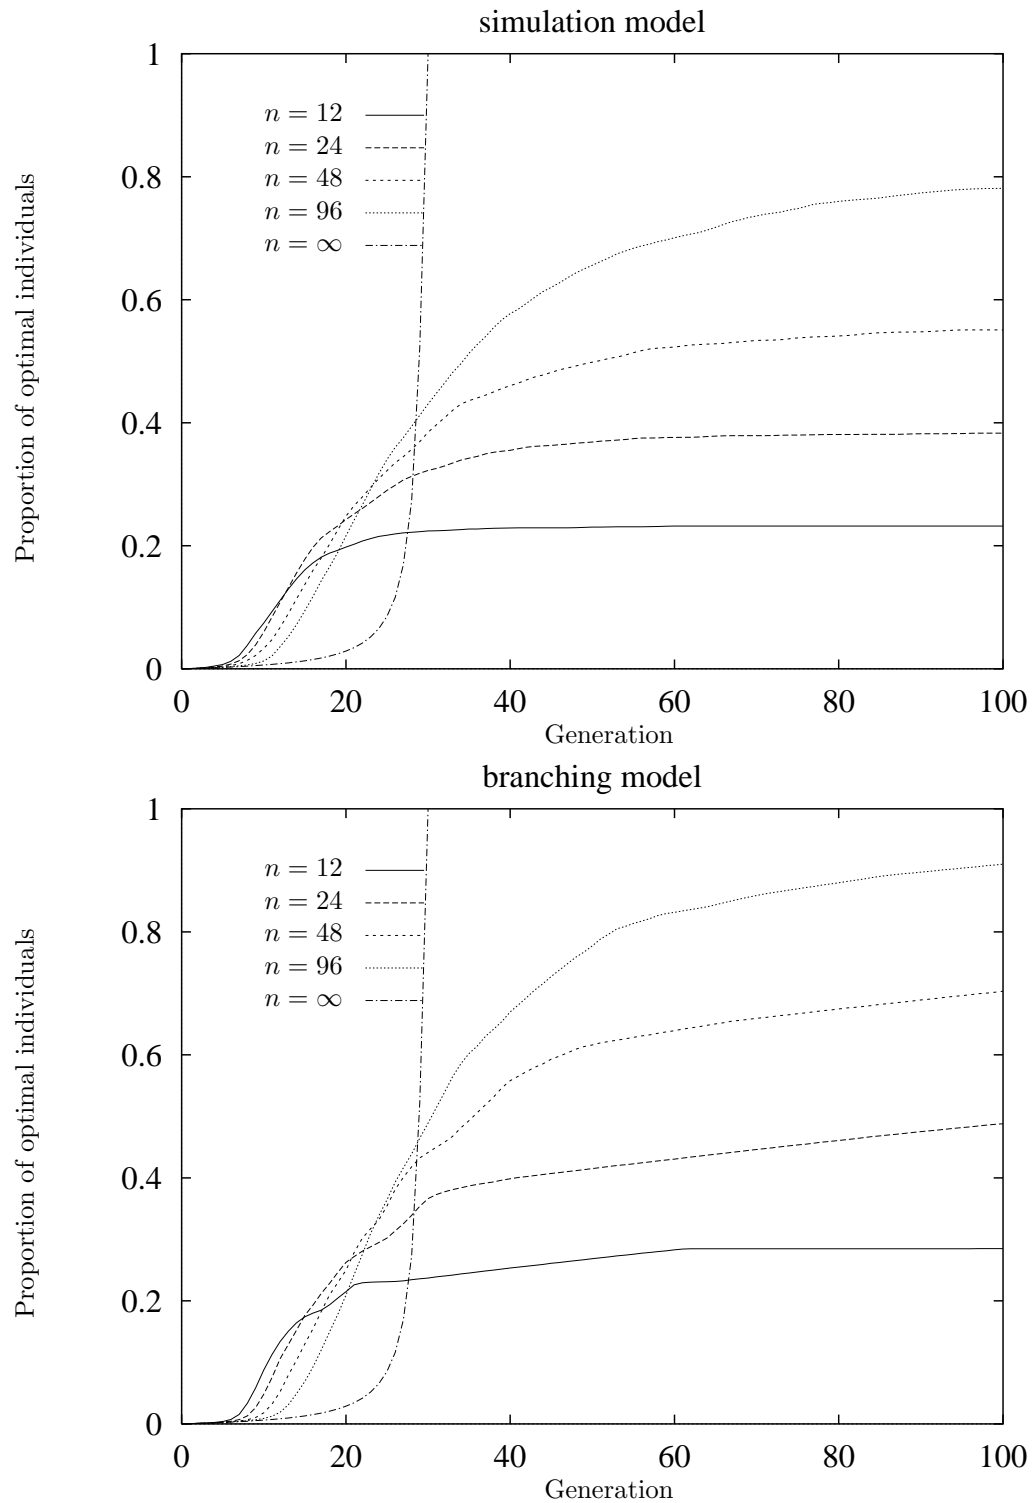 simulation model
Proportion of optimal individuals
1
0.8
0.6
0.4
0.2
0
n = 12
n = 24
n = 48
n = 96
n = ∞
0 20 40 60 80 100
Generation
branching model
Proportion of optimal individuals
1
0.8
0.6
0.4
0.2
0
n = 12
n = 24
n = 48
n = 96
n = ∞
0 20 40 60 80 100
Generation